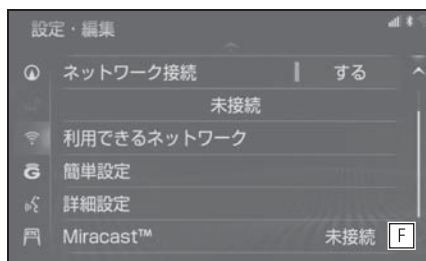 設定・編集
ネットワーク接続 する
未接続
利用できるネットワーク
簡単設定
詳細設定
Miracast™ 未接続 F